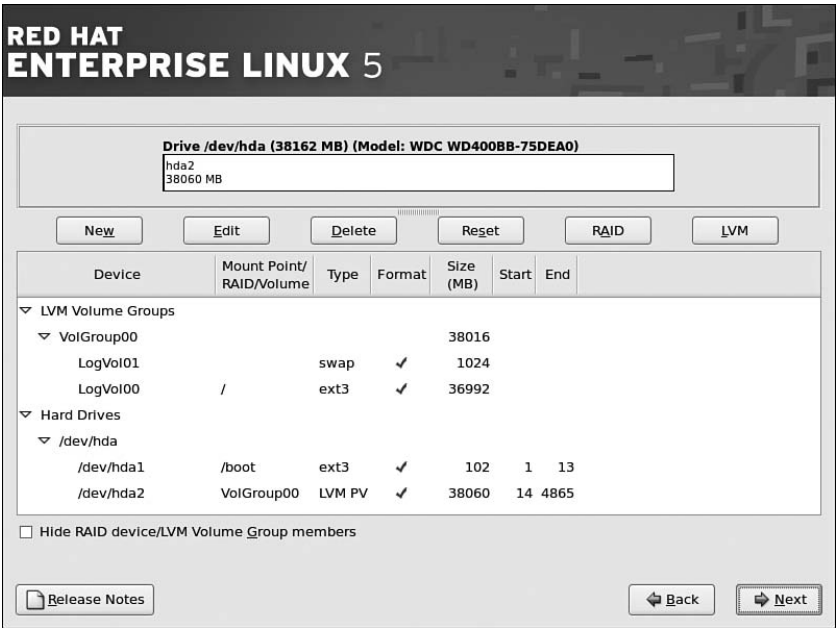 RED HAT
ENTERPRISE LINUX 5
Drive /dev/hda (38162 MB) (Model: WDC WD400BB-75DEA0)
hda2
38060 MB
New Edit Delete Reset RAID LVM
Device Mount Point/ RAID/Volume Type Format Size (MB) Start End
LVM Volume Groups
VolGroup00 38016
LogVol01 swap ✔ 1024
LogVol00 / ext3 ✔ 36992
Hard Drives
/dev/hda
/dev/hda1 /boot ext3 ✔ 102 1 13
/dev/hda2 VolGroup00 LVM PV ✔ 38060 14 4865
Hide RAID device/LVM Volume Group members
Release Notes Back Next